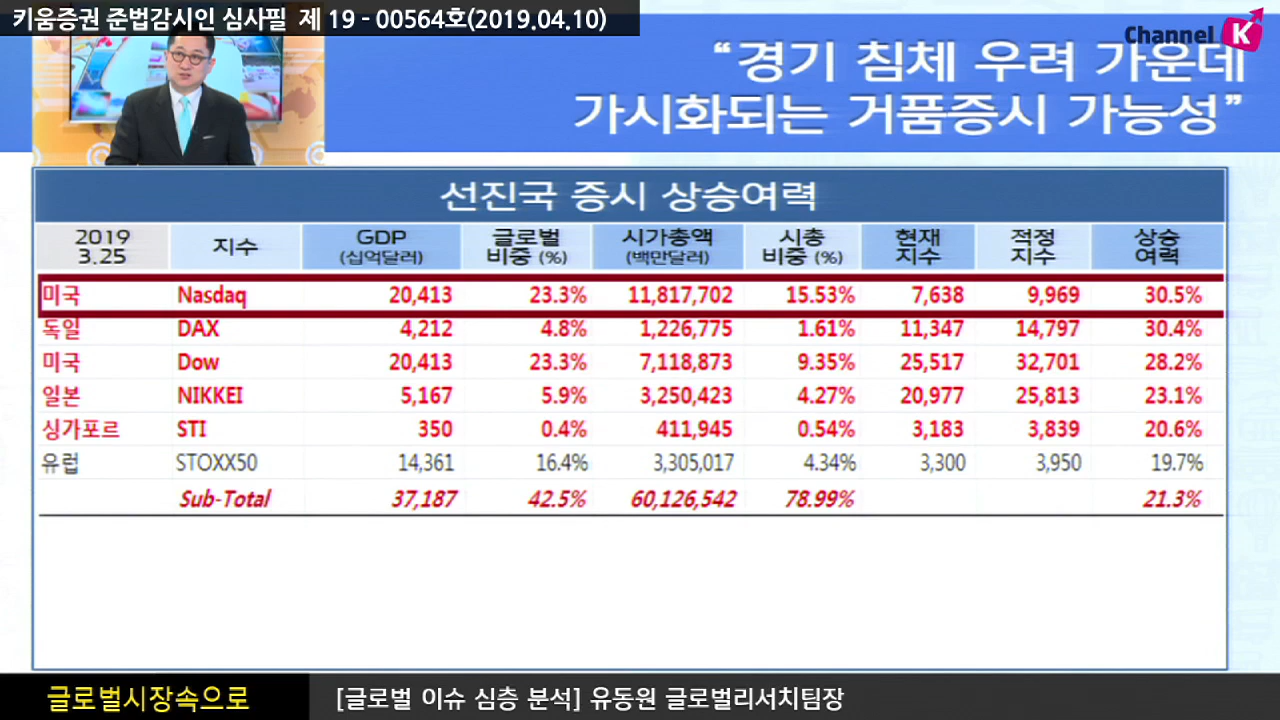 키움증권 준법감시인 심사필 제 19 - 00564호(2019.04.10)
Channel K
“경기 침체 우려 가운데
가시화되는 거품증시 가능성”
선진국 증시 상승여력
2019 3.25 지수 GDP (십억달러) 글로벌 비중 (%) 시가총액 (백만달러) 시총 비중 (%) 현재 지수 적정 지수 상승 여력
미국 Nasdaq 20,413 23.3% 11,817,702 15.53% 7,638 9,969 30.5%
독일 DAX 4,212 4.8% 1,226,775 1.61% 11,347 14,797 30.4%
미국 Dow 20,413 23.3% 7,118,873 9.35% 25,517 32,701 28.2%
일본 NIKKEI 5,167 5.9% 3,250,423 4.27% 20,977 25,813 23.1%
싱가포르 STI 350 0.4% 411,945 0.54% 3,183 3,839 20.6%
유럽 STOXX50 14,361 16.4% 3,305,017 4.34% 3,300 3,950 19.7%
Sub-Total 37,187 42.5% 60,126,542 78.99% 21.3%
글로벌시장속으로
[글로벌 이슈 심층 분석] 유동원 글로벌리서치팀장